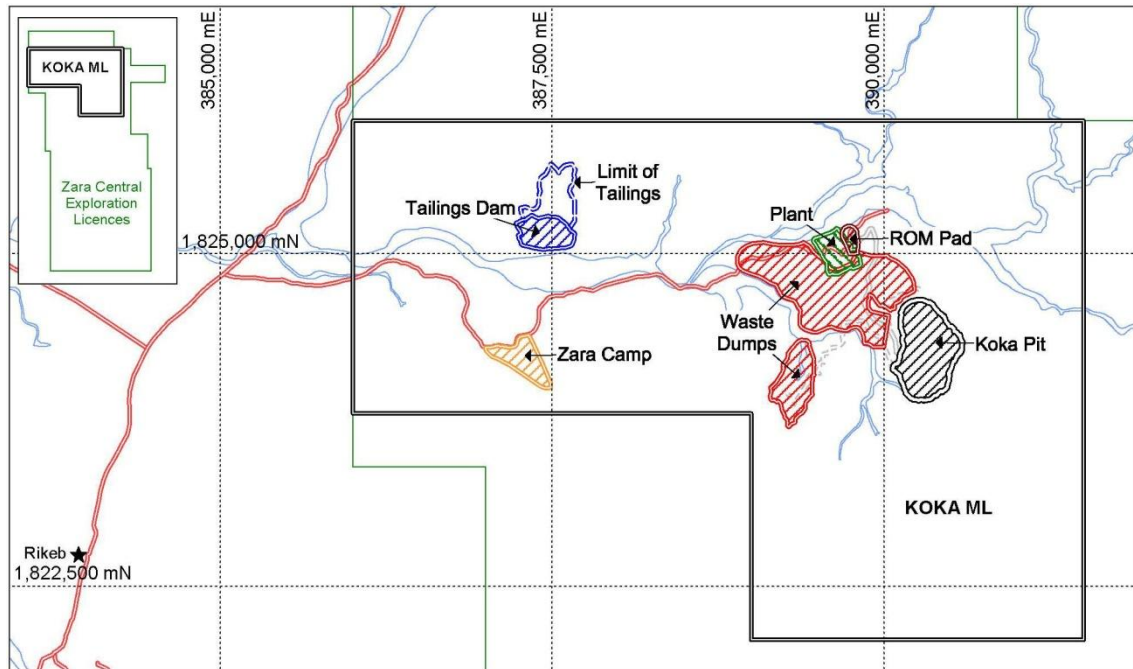 KOKA ML
Zara Central
Exploration
Licences
385,000 mE
387,500 mE
390,000 mE
Limit of
Tailings
Tailings Dam
Plant
ROM Pad
1,825,000 mN
Waste
Dumps
Zara Camp
Koka Pit
KOKA ML
Rikeb
1,822,500 mN